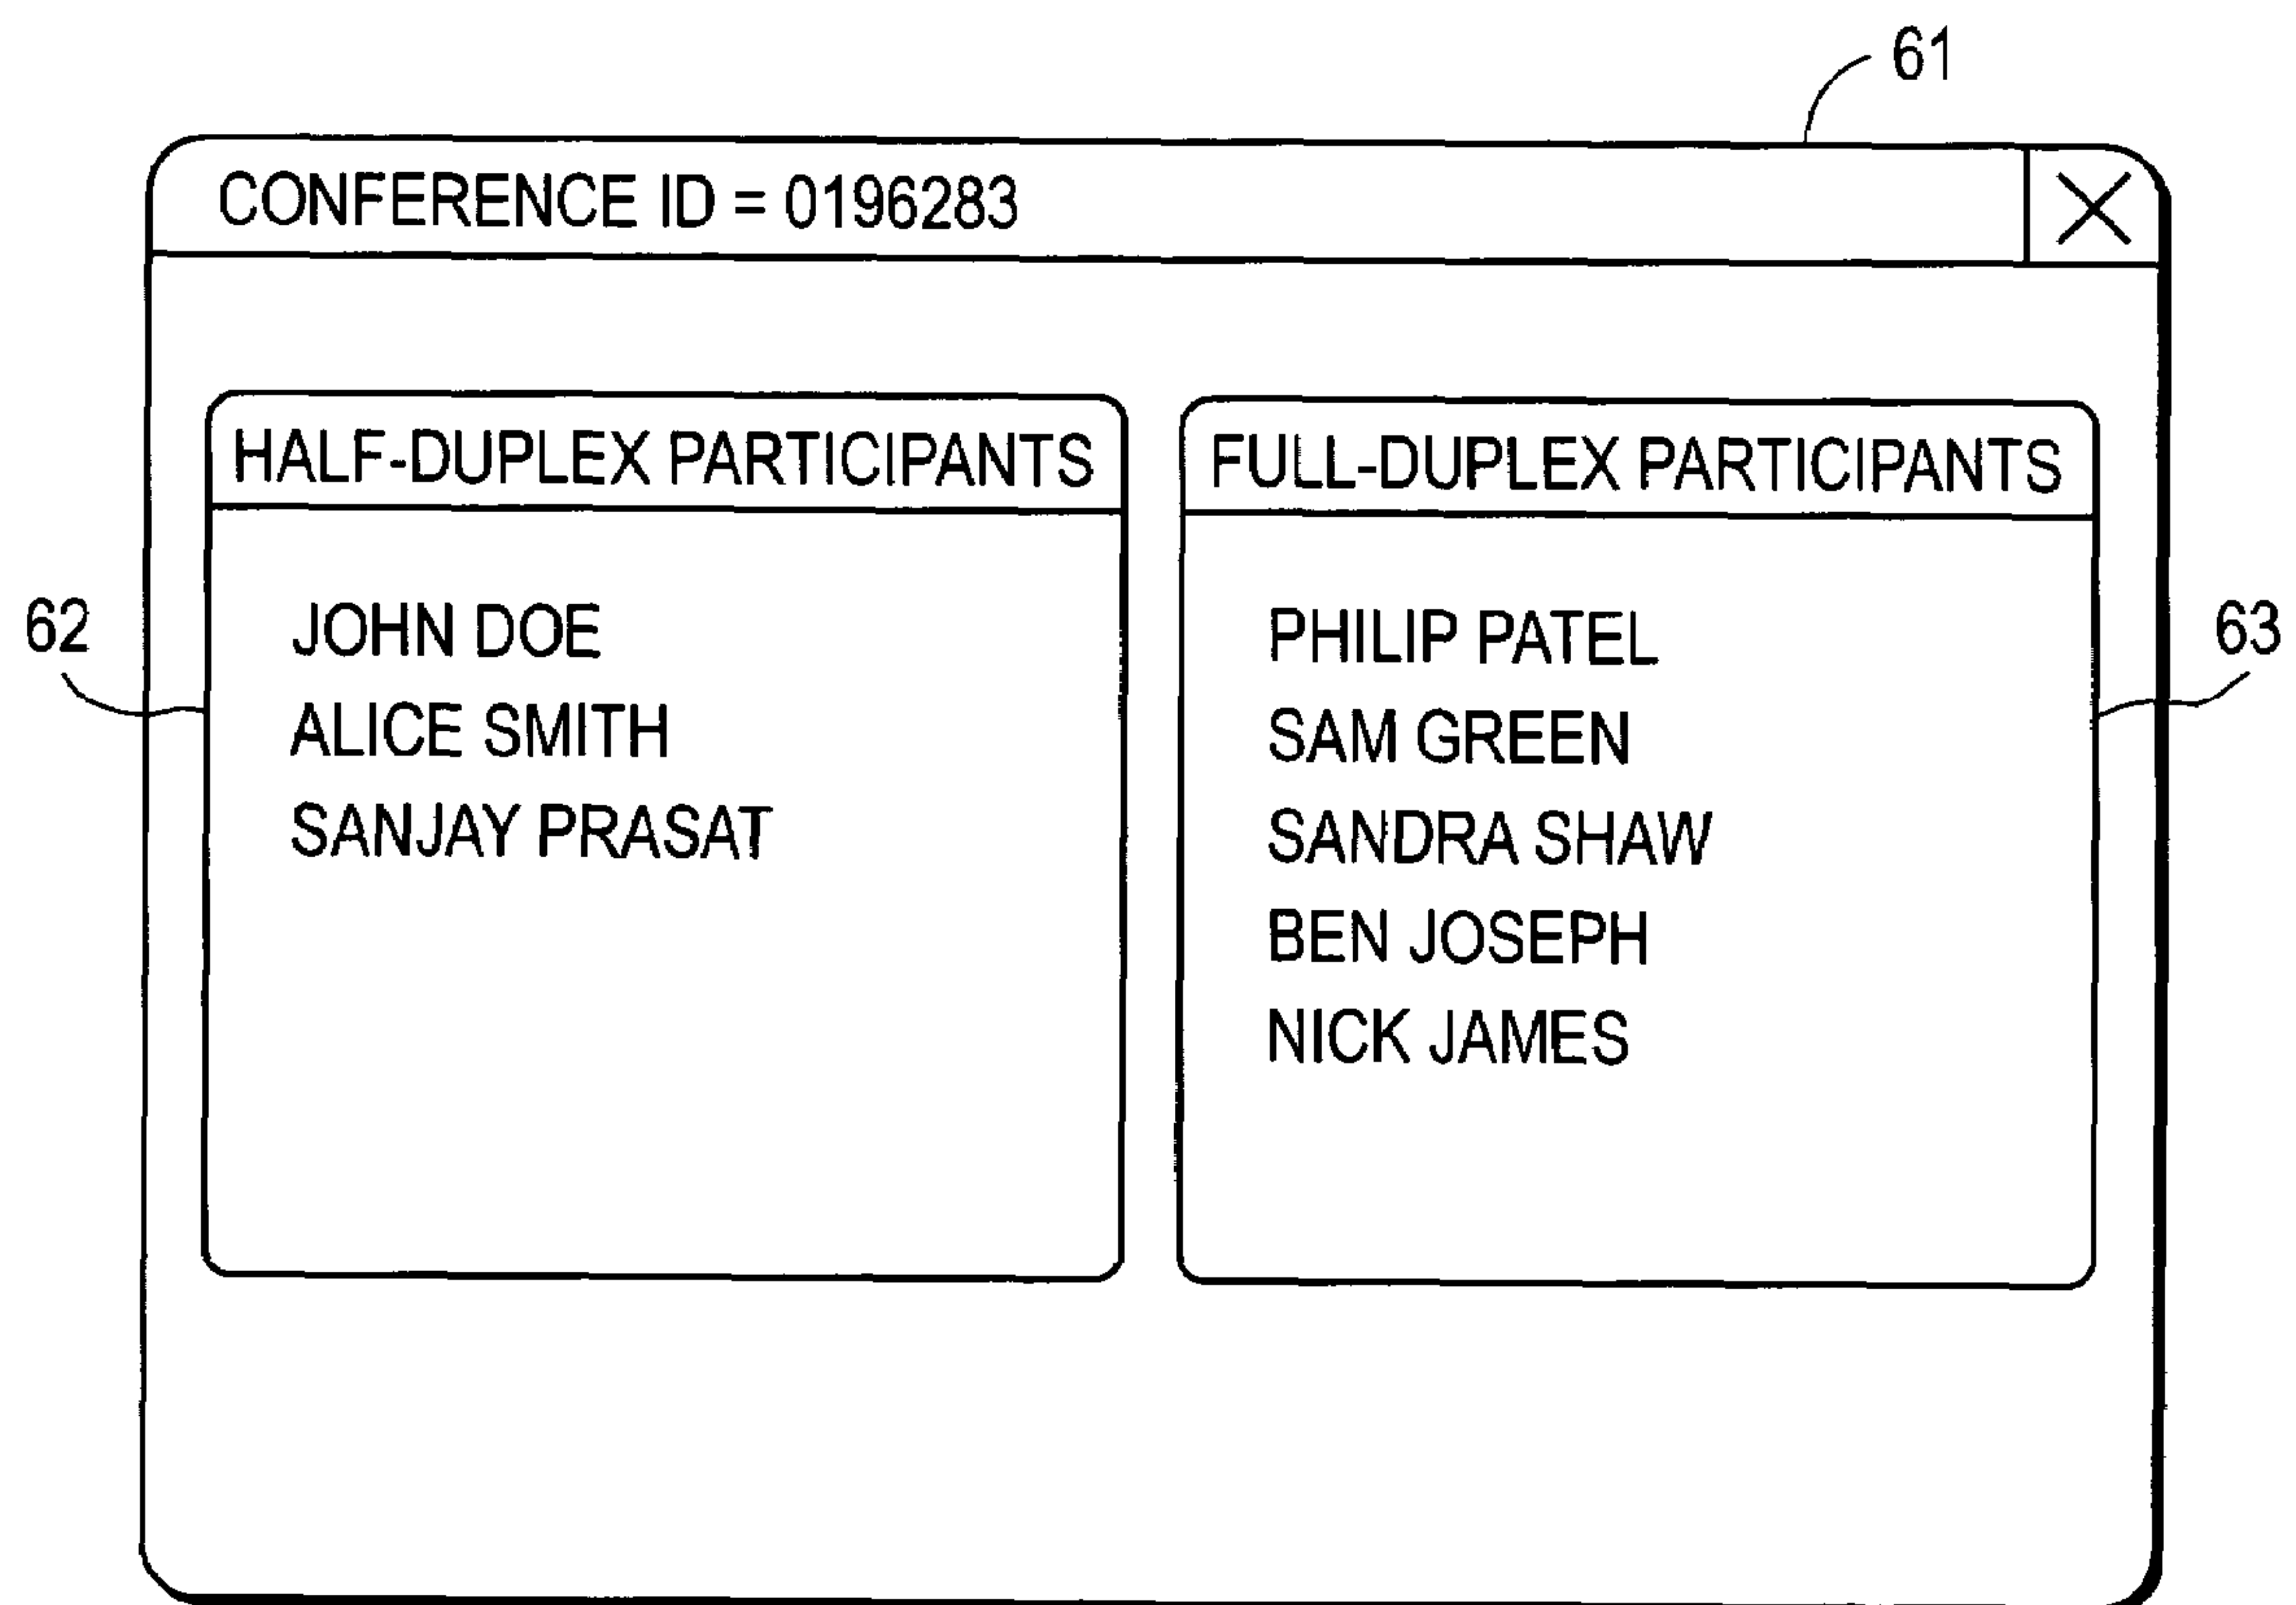 61
CONFERENCE ID = 0196283
HALF-DUPLEX PARTICIPANTS
JOHN DOE
ALICE SMITH
SANJAY PRASAT
62
FULL-DUPLEX PARTICIPANTS
PHILIP PATEL
SAM GREEN
SANDRA SHAW
BEN JOSEPH
NICK JAMES
63